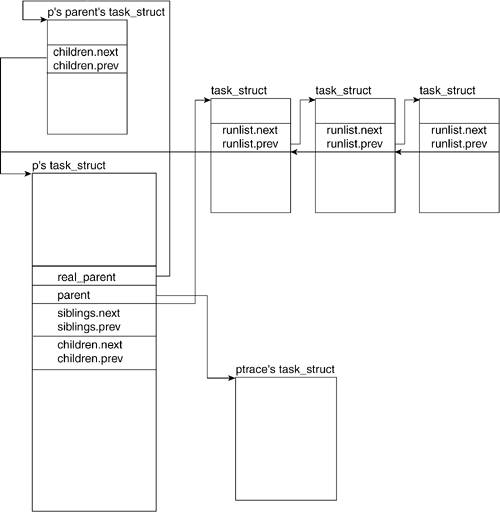 p's parent's task_struct
children.next
children.prev
task_struct
task_struct
task_struct
runlist.next
runlist.prev
runlist.next
runlist.prev
runlist.next
runlist.prev
p's task_struct
real_parent
parent
siblings.next
siblings.prev
children.next
children.prev
ptrace's task_struct